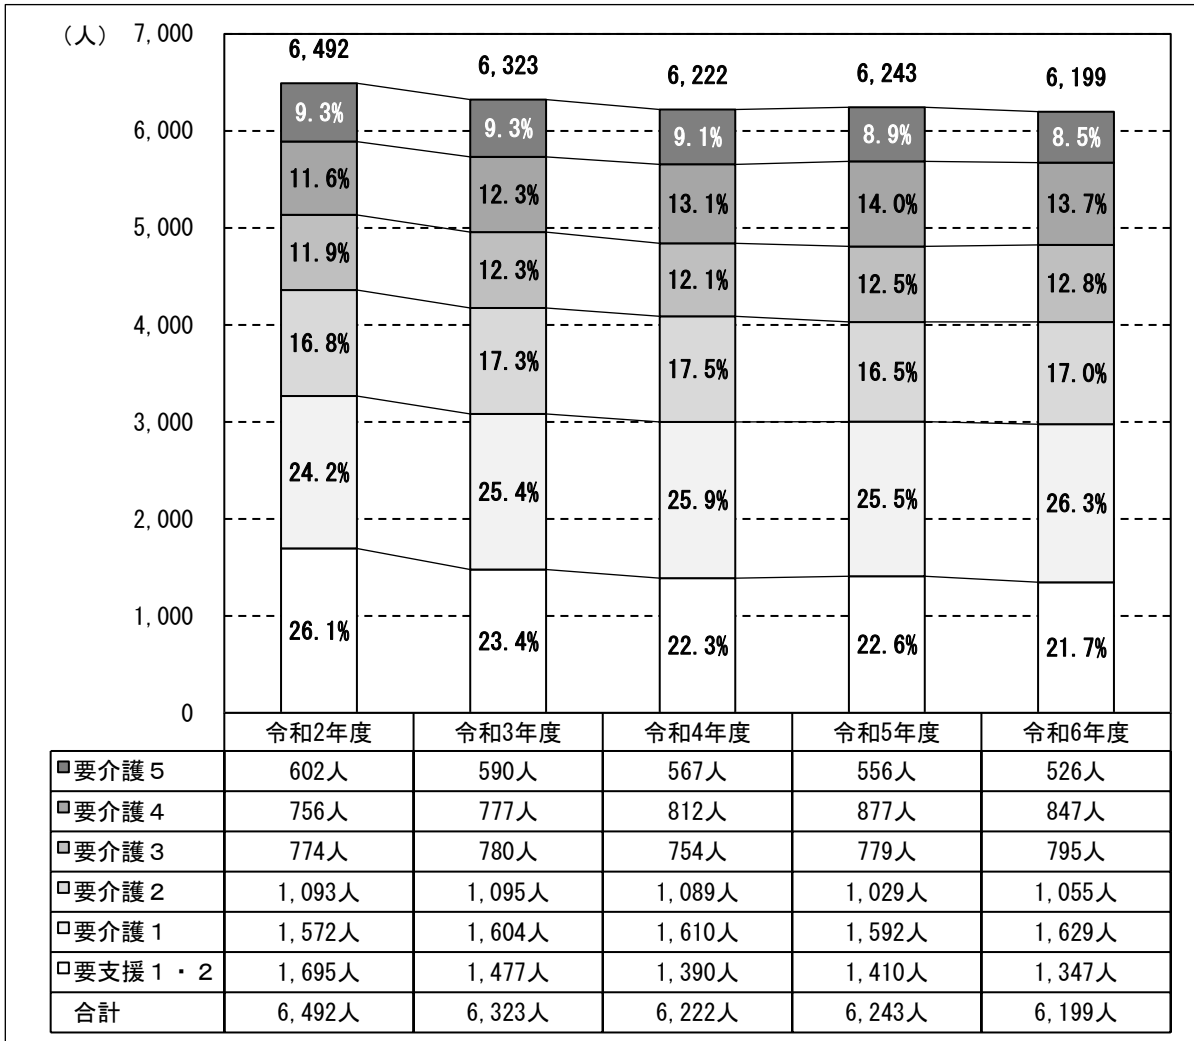 （人）
7,000
6,000
5,000
4,000
3,000
2,000
1,000
0
6,492 6,323 6,222 6,243 6,199
9.3% 9.3% 9.1% 8.9% 8.5%
11.6% 12.3% 13.1% 14.0% 13.7%
11.9% 12.3% 12.1% 12.5% 12.8%
16.8% 17.3% 17.5% 16.5% 17.0%
24.2% 25.4% 25.9% 25.5% 26.3%
26.1% 23.4% 22.3% 22.6% 21.7%
令和2年度 令和3年度 令和4年度 令和5年度 令和6年度
要介護５ 602人 590人 567人 556人 526人
要介護４ 756人 777人 812人 877人 847人
要介護３ 774人 780人 754人 779人 795人
要介護２ 1,093人 1,095人 1,089人 1,029人 1,055人
要介護１ 1,572人 1,604人 1,610人 1,592人 1,629人
要支援１・２ 1,695人 1,477人 1,390人 1,410人 1,347人
合計 6,492人 6,323人 6,222人 6,243人 6,199人